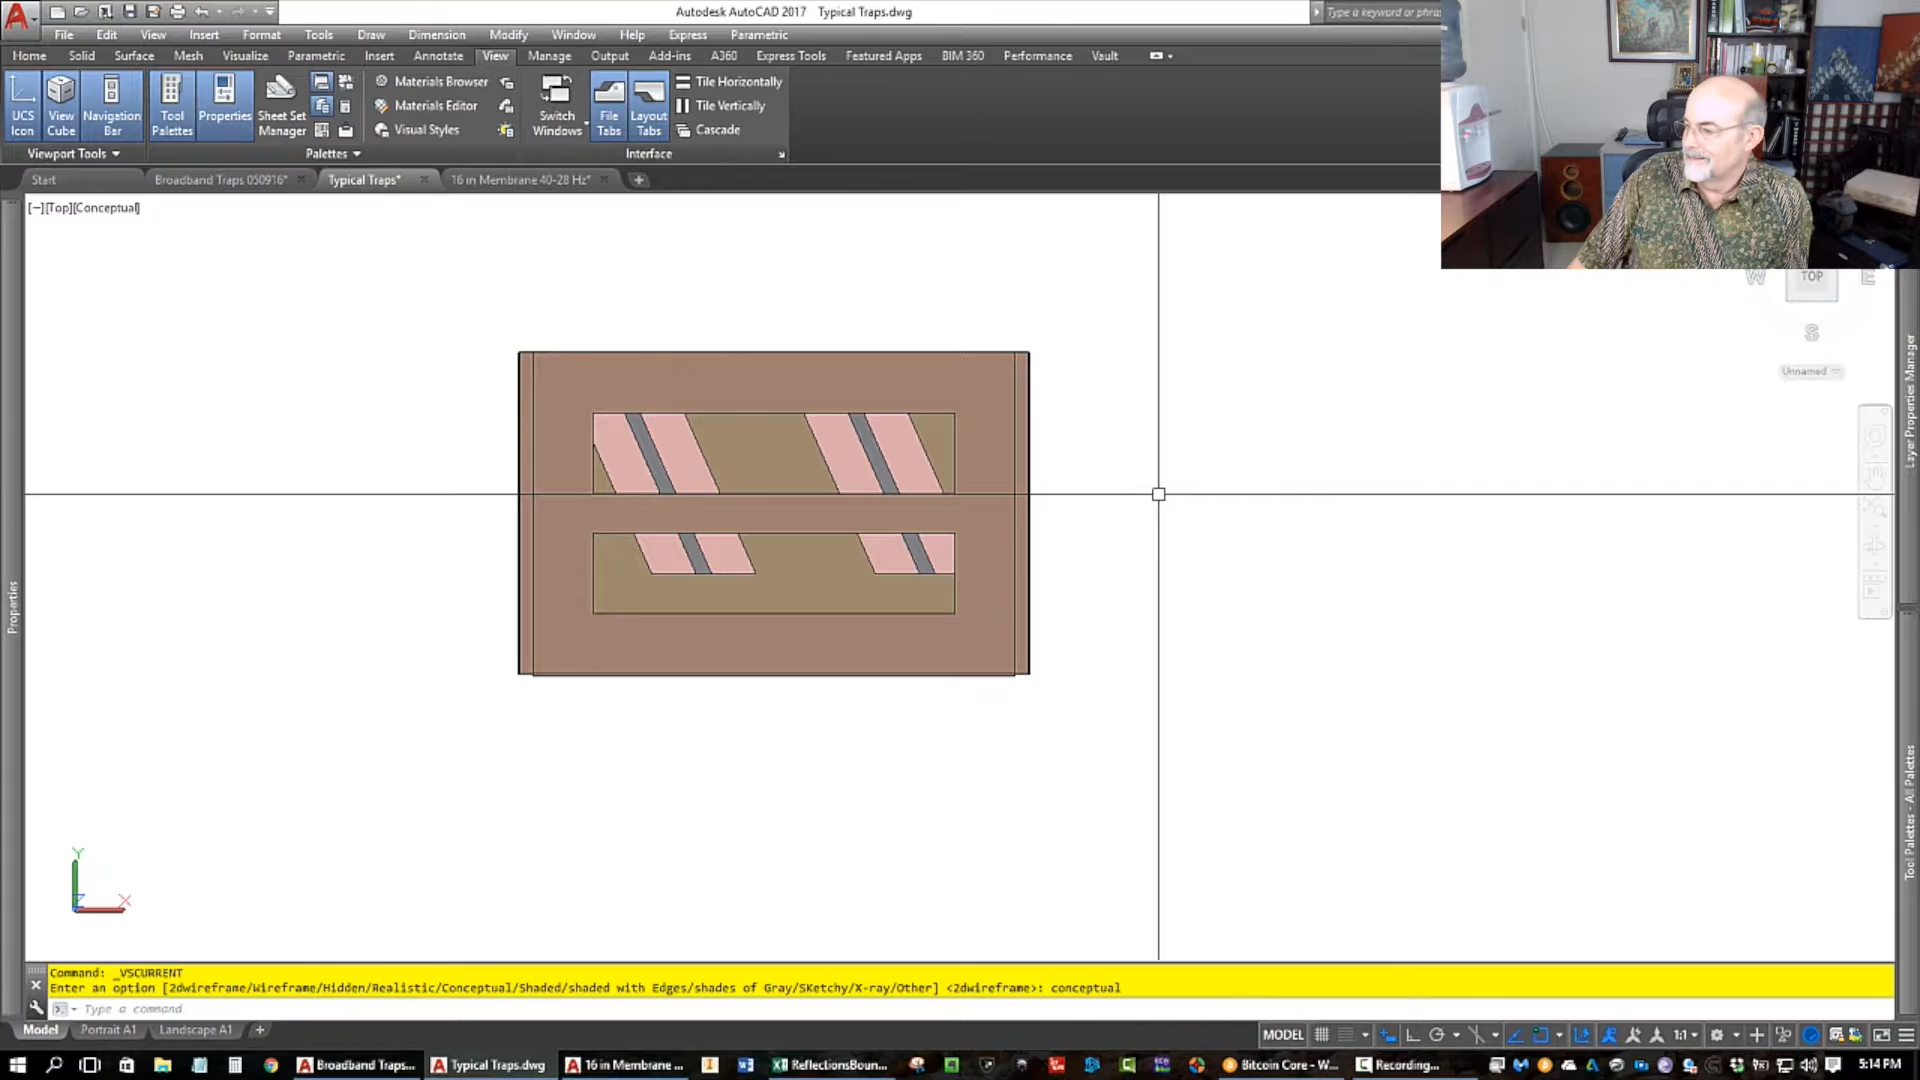 Autodesk AutoCAD 2017 Typical Traps.dwg
Type a keyword or phras
File Edit View Insert Format Tools Draw Dimension Modify Window Help Express Parametric
Home Solid Surface Mesh Visualize Parametric Insert Annotate View Manage Output Add-ins A360 Express Tools Featured Apps BIM 360 Performance Vault
UCS Icon
View Cube
Navigation Bar
Tool Palettes
Properties
Sheet Set Manager
Materials Browser
Materials Editor
Visual Styles
Switch Windows
File Tabs
Layout Tabs
Tile Horizontally
Tile Vertically
Cascade
Viewport Tools
Palettes
Interface
Start
Broadband Traps 050916*
Typical Traps*
16 in Membrane 40-28 Hz*
[−][Top][Conceptual]
W
TOP
E
S
Unnamed
Layer Properties Manager
Properties
Tool Palettes - All Palettes
Y
Z
X
Command: _VSCURRENT
Enter an option [2dwireframe/Wireframe/Hidden/Realistic/Conceptual/Shaded/shaded with Edges/shades of Gray/SKetchy/X-ray/Other] <2dwireframe>: conceptual
Type a command
Model Portrait A1 Landscape A1
MODEL
1:1
Broadband Traps...
Typical Traps.dwg
16 in Membrane ...
ReflectionsBoun...
Bitcoin Core - W...
Recording...
5:14 PM